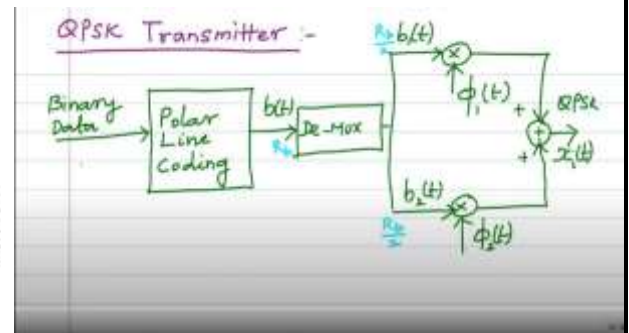 QPSK Transmitter :-
Binary Data
Polar Line Coding
b(t)
Rb
De-Mux
Rb/2
b₁(t)
×
ϕ₁(t)
+
QPSK
+
x(t)
+
b₂(t)
Rb/2
×
ϕ₂(t)